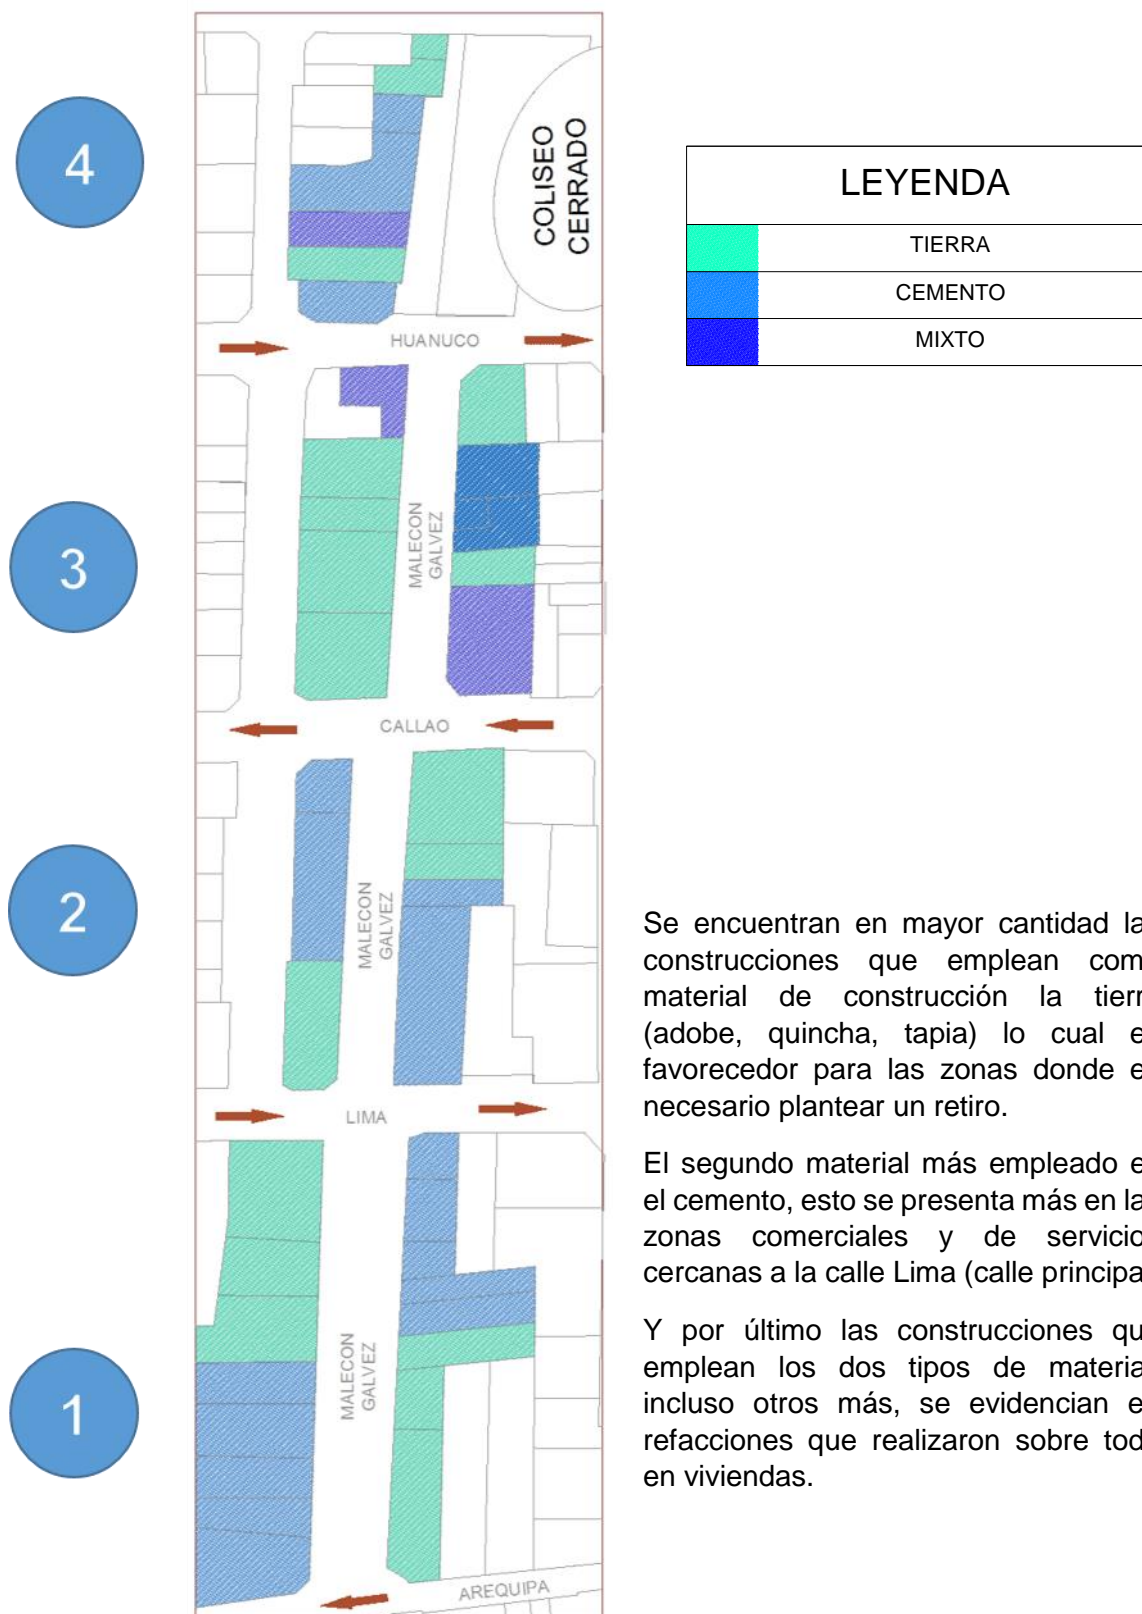 4
COLISEO
CERRADO
LEYENDA
TIERRA
CEMENTO
MIXTO
HUANUCO
3
MALECON
GALVEZ
CALLAO
2
MALECON
GALVEZ
Se encuentran en mayor cantidad la
construcciones que emplean com
material de construcción la tierr
(adobe, quincha, tapia) lo cual e
favorecedor para las zonas donde e
necesario plantear un retiro.
LIMA
El segundo material más empleado e
el cemento, esto se presenta más en la
zonas comerciales y de servicio
cercanas a la calle Lima (calle principa
1
MALECON
GALVEZ
Y por último las construcciones qu
emplean los dos tipos de materia
incluso otros más, se evidencian e
refacciones que realizaron sobre tod
en viviendas.
AREQUIPA